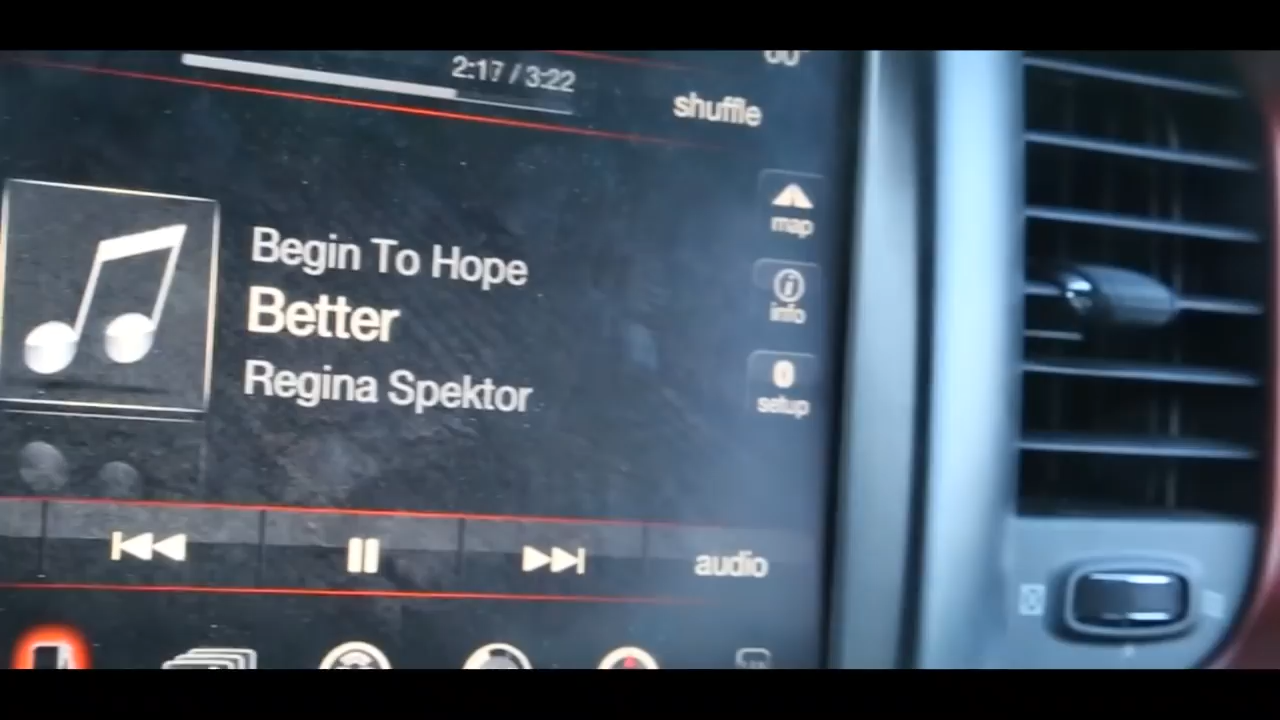 2:17 / 3:22
shuffle
map
Begin To Hope
info
Better
Regina Spektor
setup
audio